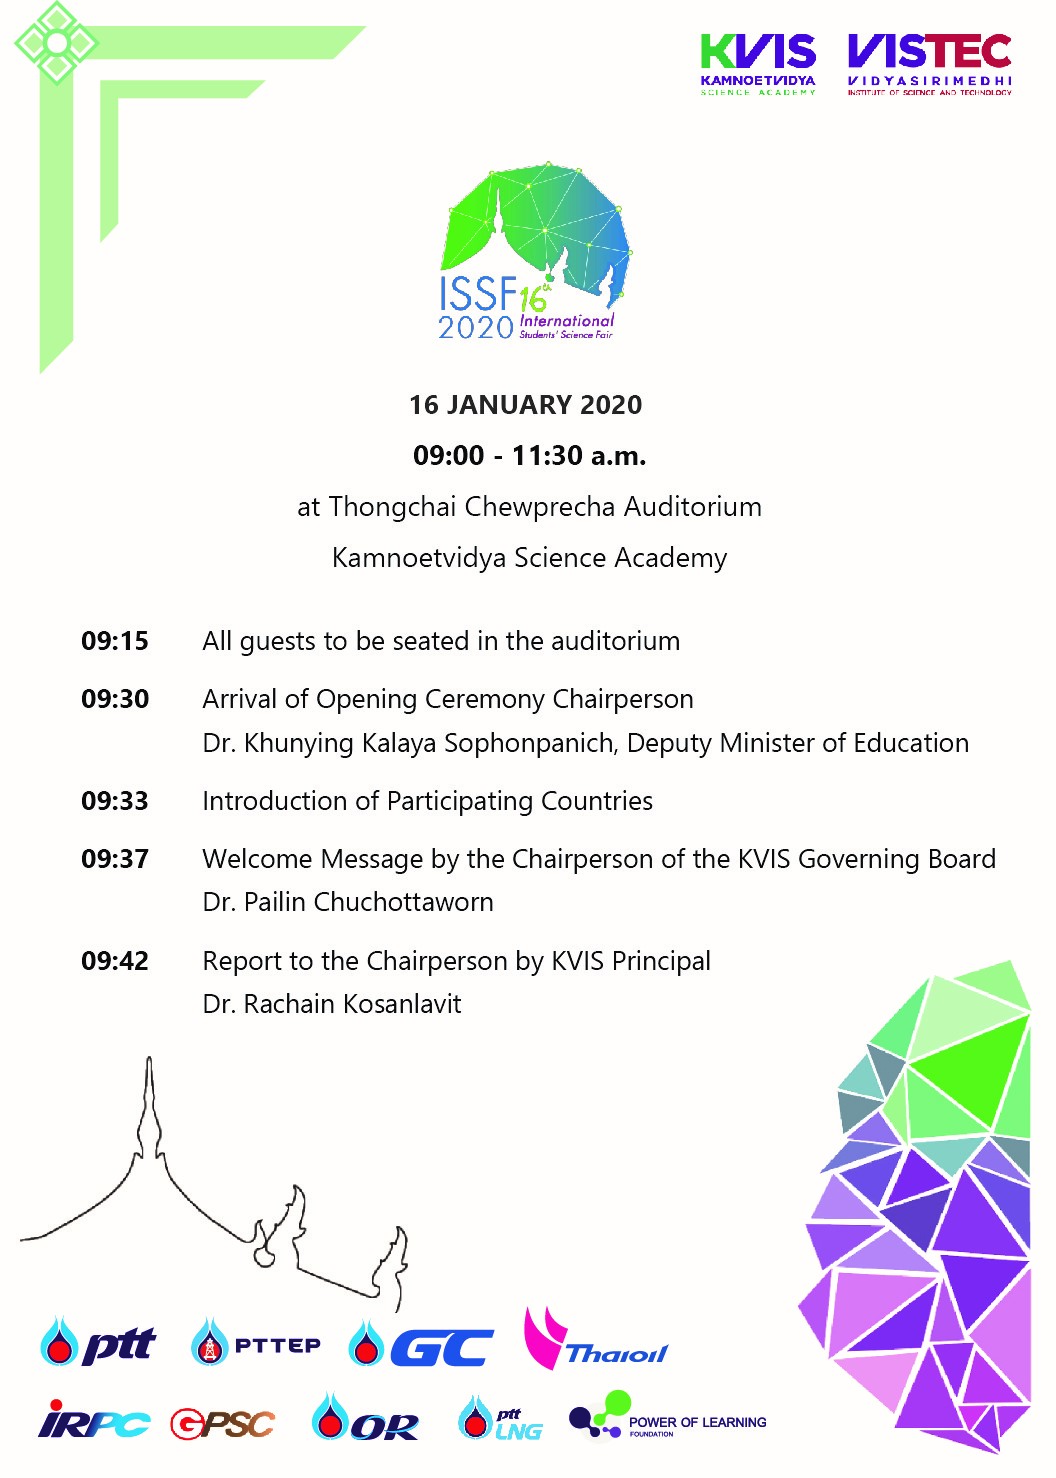 KVIS
KAMNOETVIDYA
SCIENCE ACADEMY
VISTEC
VIDYASIRIMEDHI
INSTITUTE OF SCIENCE AND TECHNOLOGY
ISSF 16th
2020 International
Students' Science Fair
16 JANUARY 2020
09:00 - 11:30 a.m.
at Thongchai Chewprecha Auditorium
Kamnoetvidya Science Academy
09:15 All guests to be seated in the auditorium
09:30 Arrival of Opening Ceremony Chairperson
Dr. Khunying Kalaya Sophonpanich, Deputy Minister of Education
09:33 Introduction of Participating Countries
09:37 Welcome Message by the Chairperson of the KVIS Governing Board
Dr. Pailin Chuchottaworn
09:42 Report to the Chairperson by KVIS Principal
Dr. Rachain Kosanlavit
ptt PTTEP GC Thaioil
IRPC GPSC OR ptt LNG POWER OF LEARNING
FOUNDATION